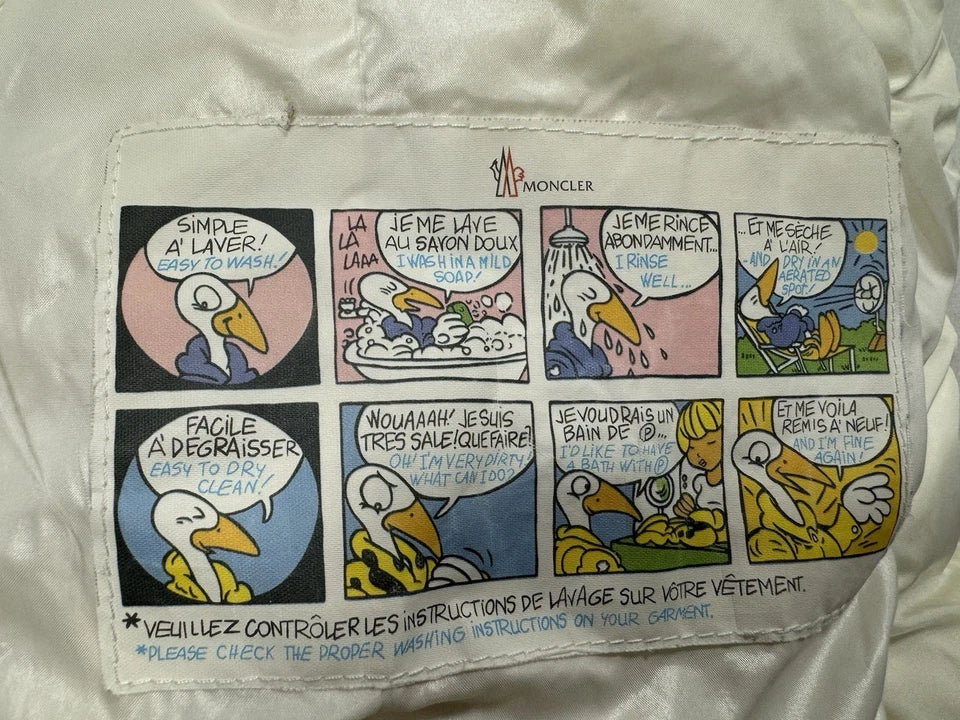 MONCLER
SiMPLE
A' LAVER!
EASY TO WASH!
LA
LA
LAAA
JE ME LAVE
AU SAVON DOUX
I WASH IN A MILD
SOAP!
JE ME RINCE
ABONDAMMENT...
I RINSE
WELL...
...ET ME SÈCHE
A' L'AIR!
-AND DRY IN AN
AERATED
SPOT!
FACILE
A' DEGRAISSER
EASY TO DRY
CLEAN!
WOUAAAH! JE SUIS
TRES SALE! QUE FAIRE?
OH! I'M VERY DIRTY!
WHAT CAN I DO?
JE VOUDRAIS UN
BAIN DE Ⓟ...
I'D LIKE TO HAVE
A BATH WITH Ⓟ
ET ME VOILA
REMIS A' NEUF!
AND I'M FINE
AGAIN!
*VEUILLEZ CONTRÔLER LES INSTRUCTIONS DE LAVAGE SUR VÔTRE VÊTEMENT.
*PLEASE CHECK THE PROPER WASHING INSTRUCTIONS ON YOUR GARMENT.